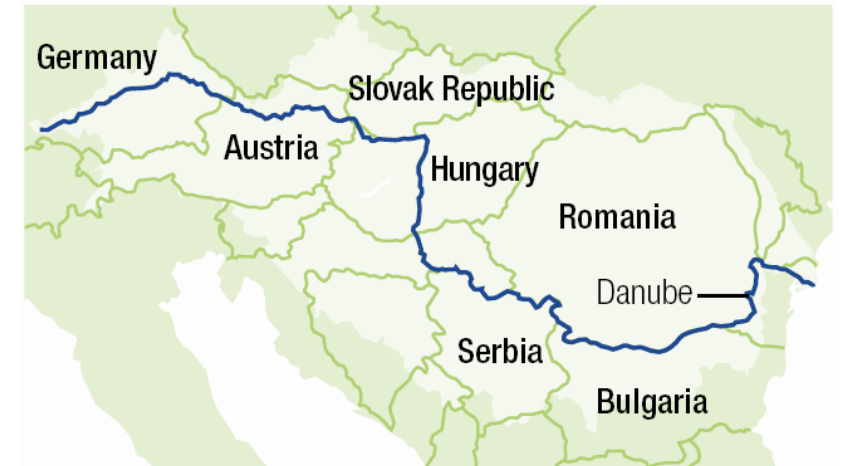 Germany
Slovak Republic
Austria
Hungary
Romania
Danube
Serbia
Bulgaria